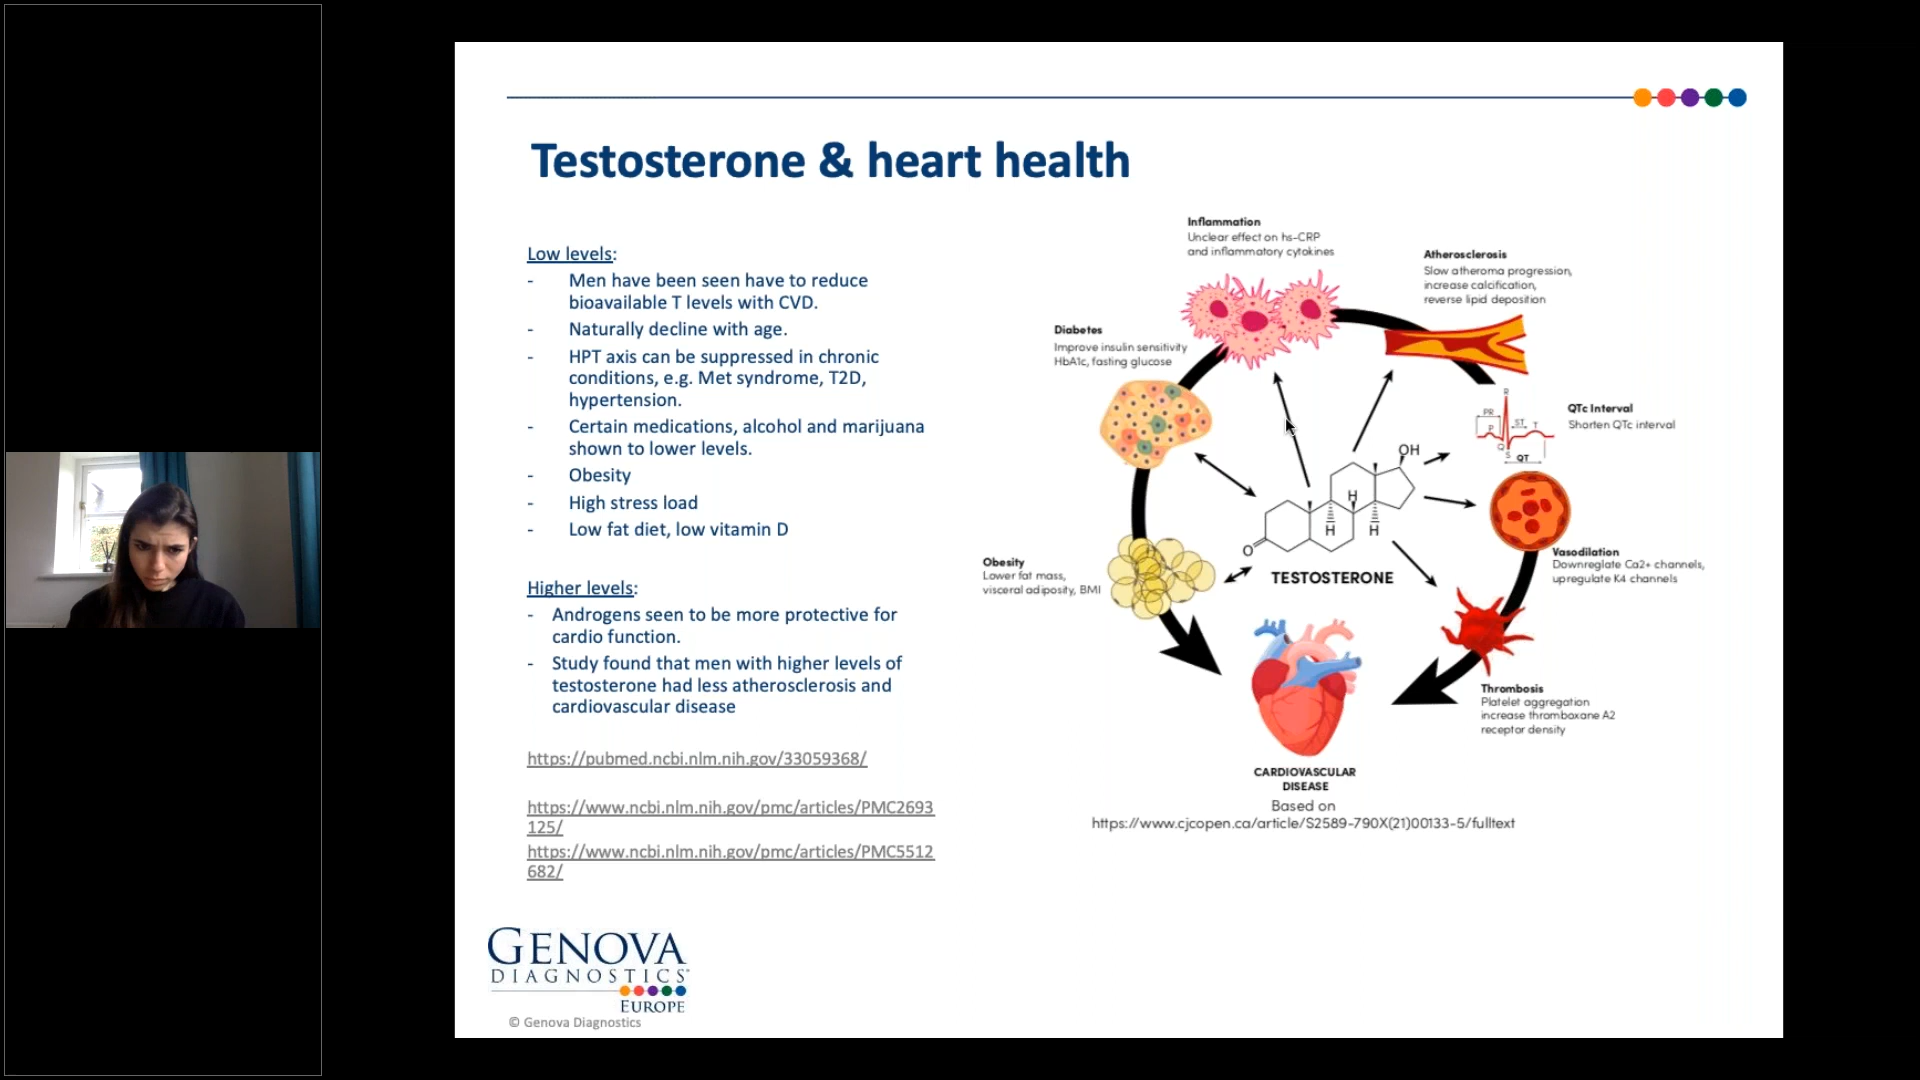 Testosterone & heart health
Low levels:
- Men have been seen have to reduce
bioavailable T levels with CVD.
- Naturally decline with age.
- HPT axis can be suppressed in chronic
conditions, e.g. Met syndrome, T2D,
hypertension.
- Certain medications, alcohol and marijuana
shown to lower levels.
- Obesity
- High stress load
- Low fat diet, low vitamin D
Higher levels:
- Androgens seen to be more protective for
cardio function.
- Study found that men with higher levels of
testosterone had less atherosclerosis and
cardiovascular disease
https://pubmed.ncbi.nlm.nih.gov/33059368/
https://www.ncbi.nlm.nih.gov/pmc/articles/PMC2693
125/
https://www.ncbi.nlm.nih.gov/pmc/articles/PMC5512
682/
Inflammation
Unclear effect on hs-CRP
and inflammatory cytokines
Atherosclerosis
Slow atheroma progression,
increase calcification,
reverse lipid deposition
Diabetes
Improve insulin sensitivity
HbA1c, fasting glucose
QTc Interval
Shorten QTc interval
R
PR
P
ST
T
Q
S
QT
OH
H
H
H
O
TESTOSTERONE
Vasodilation
Downreglate Ca2+ channels,
upregulate K4 channels
Obesity
Lower fat mass,
visceral adiposity, BMI
Thrombosis
Platelet aggregation
increase thromboxane A2
receptor density
CARDIOVASCULAR
DISEASE
Based on
https://www.cjcopen.ca/article/S2589-790X(21)00133-5/fulltext
GENOVA
DIAGNOSTICS
EUROPE
© Genova Diagnostics